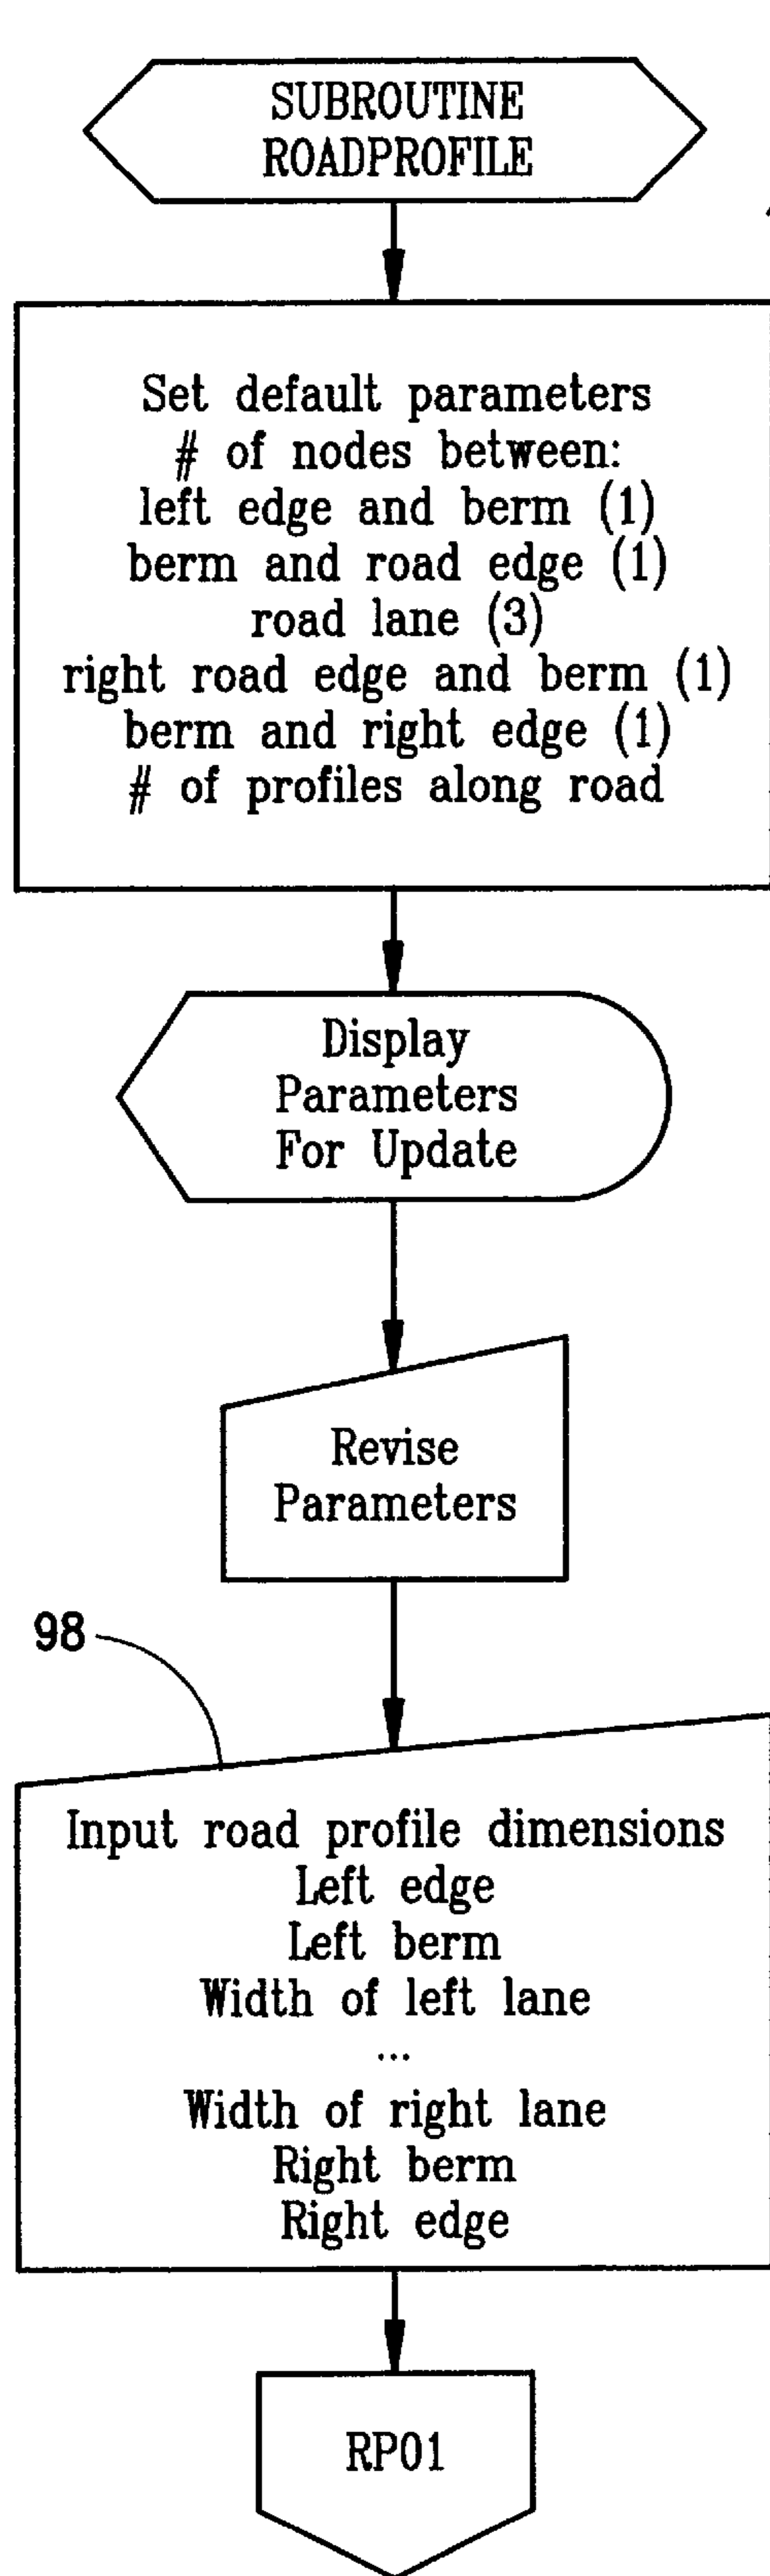 SUBROUTINE
ROADPROFILE
Set default parameters
# of nodes between:
left edge and berm (1)
berm and road edge (1)
road lane (3)
right road edge and berm (1)
berm and right edge (1)
# of profiles along road
Display
Parameters
For Update
Revise
Parameters
98
Input road profile dimensions
Left edge
Left berm
Width of left lane
...
Width of right lane
Right berm
Right edge
RP01